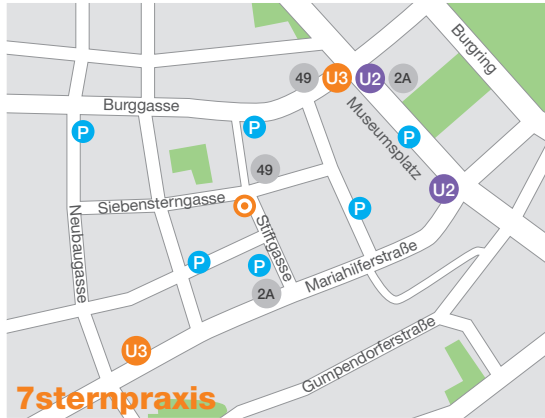 Burgring
49
U3
U2
2A
Burggasse
Museumsplatz
P
P
P
49
U2
Siebensterngasse
Neubaugasse
Stiftgasse
P
P
P
Mariahilferstraße
2A
U3
Gumpendorferstraße
7sternpraxis